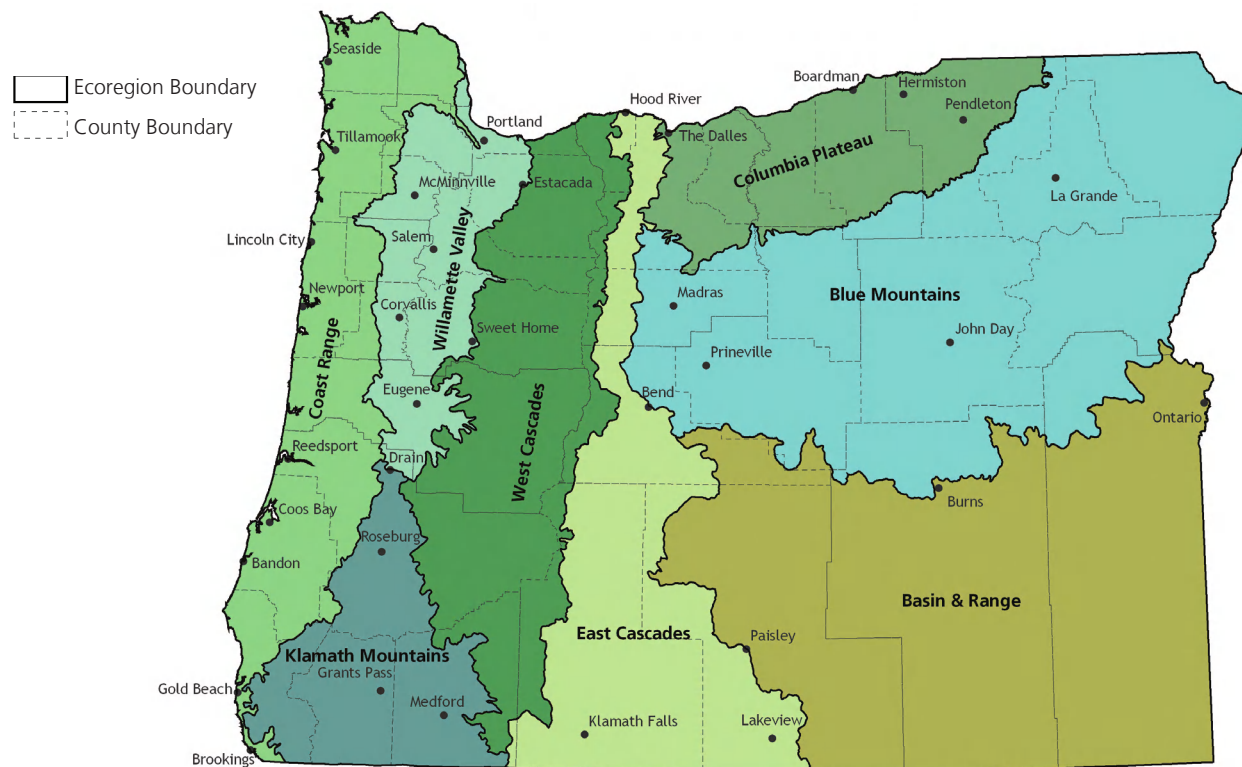 Seaside
Ecoregion Boundary
County Boundary
Boardman
Hermiston
Hood River
Pendleton
Portland
Tillamook
The Dalles
Columbia Plateau
McMinnville
Estacada
La Grande
Lincoln City
Salem
Willamette Valley
Newport
Madras
Blue Mountains
Corvallis
Sweet Home
John Day
Coast Range
Prineville
Eugene
Bend
Ontario
Reedsport
Drain
West Cascades
Burns
Coos Bay
Roseburg
Bandon
Basin & Range
East Cascades
Paisley
Klamath Mountains
Grants Pass
Gold Beach
Medford
Klamath Falls
Lakeview
Brookings